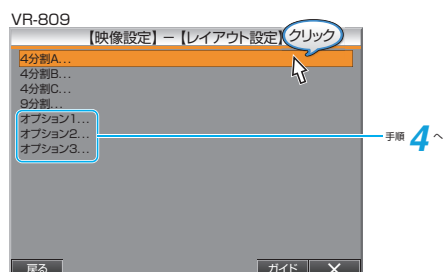 VR-809
【映像設定】－【レイアウト設定】
クリック
4分割A...
4分割B...
4分割C...
9分割...
オプション1...
オプション2...
オプション3...
手順 4 へ
戻る
ガイド
×